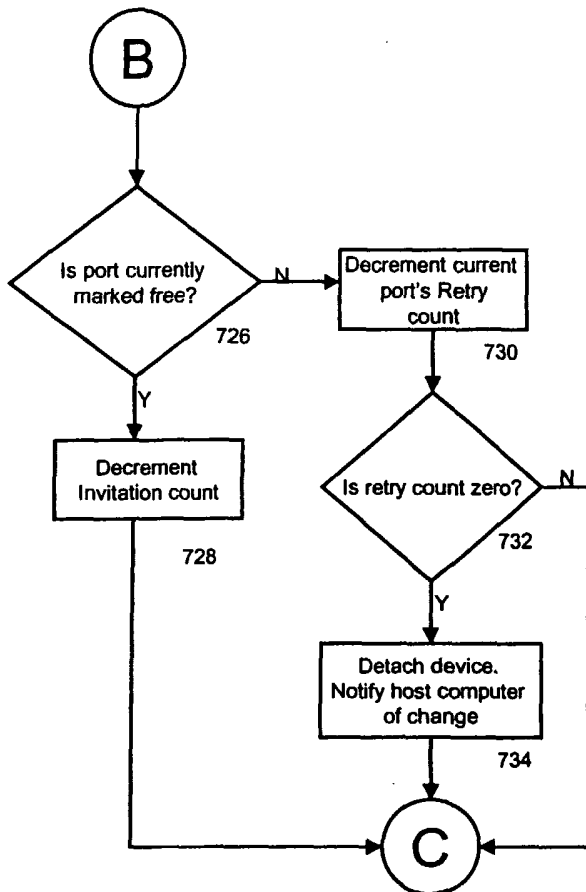 B
Is port currently
marked free?
N
726
Decrement current
port's Retry
count
730
Y
Decrement
Invitation count
728
Is retry count zero?
N
732
Y
Detach device.
Notify host computer
of change
734
C